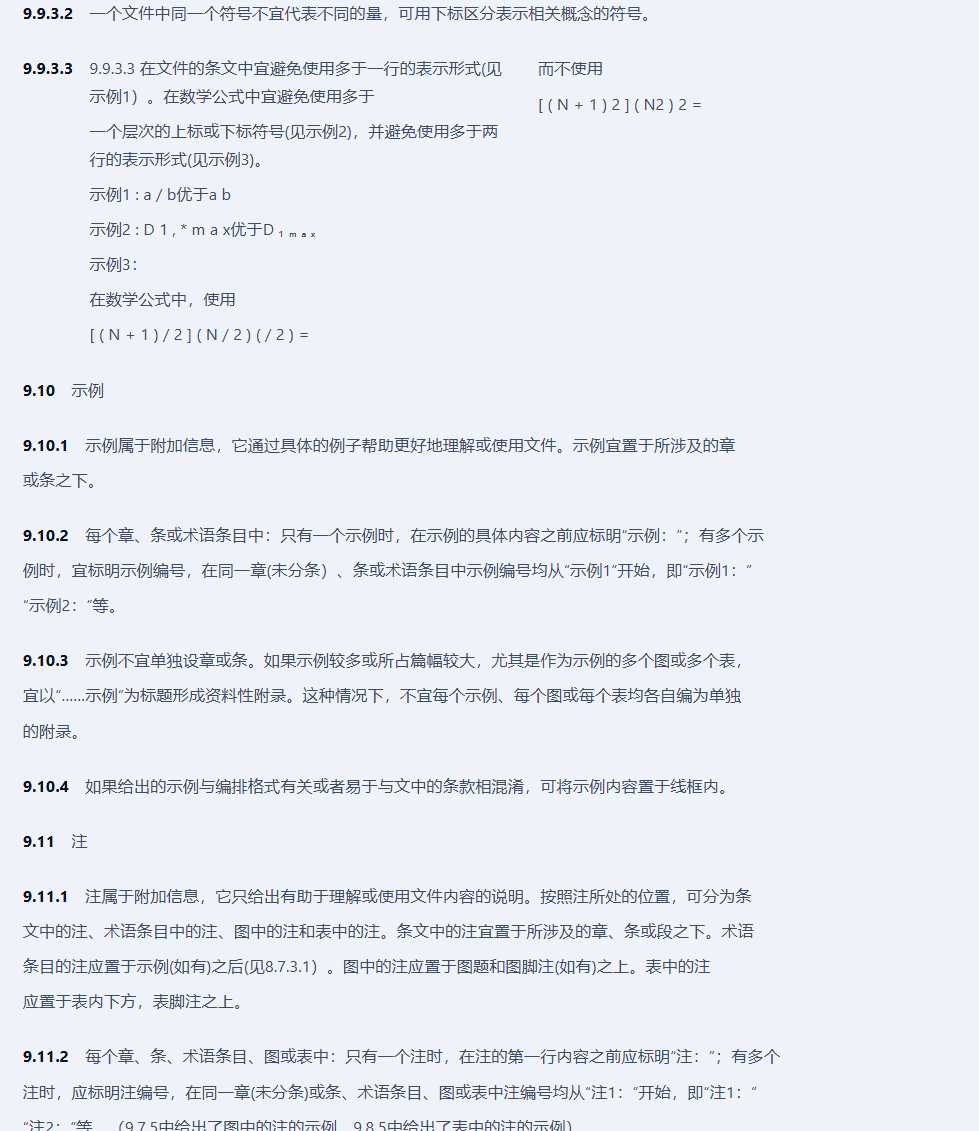 9.9.3.2 一个文件中同一个符号不宜代表不同的量，可用下标区分表示相关概念的符号。
9.9.3.3 9.9.3.3 在文件的条文中宜避免使用多于一行的表示形式(见
示例1）。在数学公式中宜避免使用多于
一个层次的上标或下标符号(见示例2)，并避免使用多于两
行的表示形式(见示例3)。
示例1 : a / b优于a b
示例2 : D 1 , * m a x优于D 1 m a x
示例3：
在数学公式中，使用
[ ( N + 1 ) / 2 ] ( N / 2 ) ( / 2 ) =
而不使用
[ ( N + 1 ) 2 ] ( N2 ) 2 =
9.10 示例
9.10.1 示例属于附加信息，它通过具体的例子帮助更好地理解或使用文件。示例宜置于所涉及的章
或条之下。
9.10.2 每个章、条或术语条目中：只有一个示例时，在示例的具体内容之前应标明“示例：”；有多个示
例时，宜标明示例编号，在同一章(未分条）、条或术语条目中示例编号均从“示例1”开始，即“示例1：”
“示例2：”等。
9.10.3 示例不宜单独设章或条。如果示例较多或所占篇幅较大，尤其是作为示例的多个图或多个表，
宜以“……示例”为标题形成资料性附录。这种情况下，不宜每个示例、每个图或每个表均各自编为单独
的附录。
9.10.4 如果给出的示例与编排格式有关或者易于与文中的条款相混淆，可将示例内容置于线框内。
9.11 注
9.11.1 注属于附加信息，它只给出有助于理解或使用文件内容的说明。按照注所处的位置，可分为条
文中的注、术语条目中的注、图中的注和表中的注。条文中的注宜置于所涉及的章、条或段之下。术语
条目的注应置于示例(如有)之后(见8.7.3.1）。图中的注应置于图题和图脚注(如有)之上。表中的注
应置于表内下方，表脚注之上。
9.11.2 每个章、条、术语条目、图或表中：只有一个注时，在注的第一行内容之前应标明“注：”；有多个
注时，应标明注编号，在同一章(未分条)或条、术语条目、图或表中注编号均从“注1：”开始，即“注1：”
“注2：”等。（9.7.5中给出了图中的注的示例，9.8.5中给出了表中的注的示例）